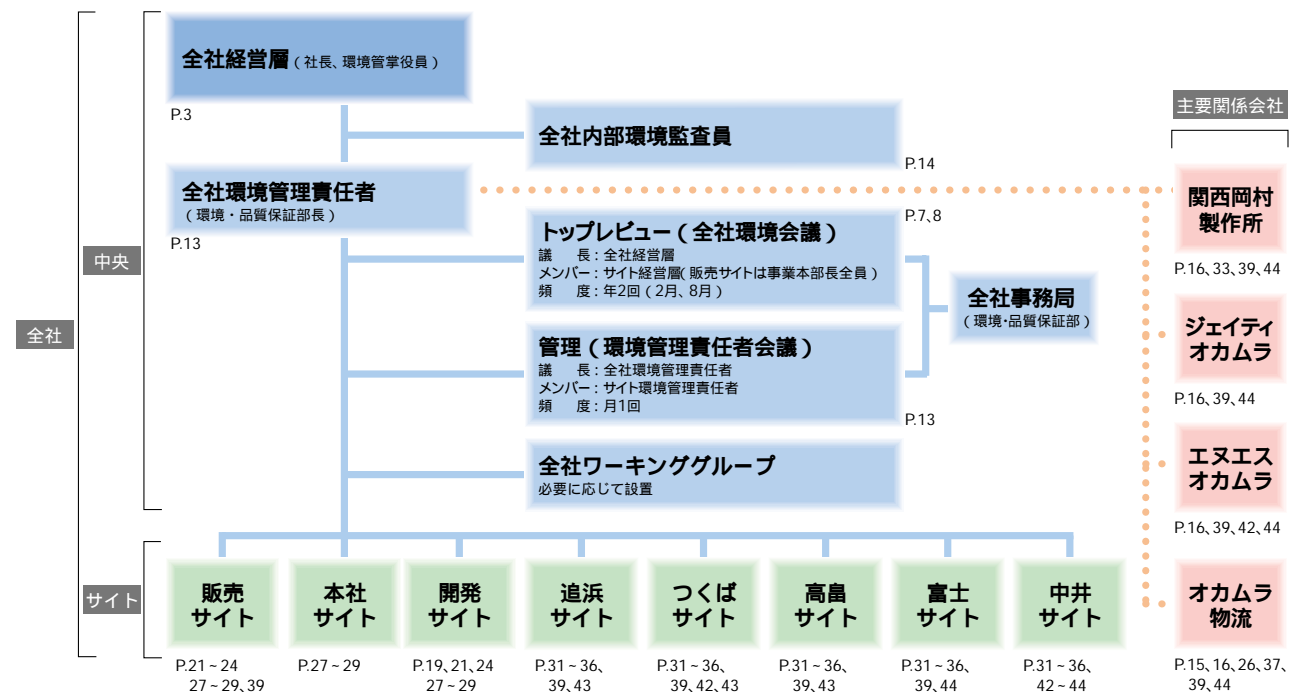 全社経営層(社長、環境管掌役員)
P.3
主要関係会社
全社内部環境監査員
P.14
全社環境管理責任者
(環境・品質保証部長)
P.13
関西岡村
製作所
P.16、33、39、44
P.7、8
トップレビュー(全社環境会議)
議 長:全社経営層
メンバー:サイト経営層(販売サイトは事業本部長全員)
頻 度:年2回(2月、8月)
中央
全社事務局
(環境・品質保証部)
全社
管理(環境管理責任者会議)
議 長:全社環境管理責任者
メンバー:サイト環境管理責任者
頻 度:月1回
P.13
ジェイティ
オカムラ
P.16、39、44
全社ワーキンググループ
必要に応じて設置
エヌエス
オカムラ
P.16、39、42、44
サイト
販売
サイト
P.21~24
27~29、39
本社
サイト
P.27~29
開発
サイト
P.19、21、24
27~29
追浜
サイト
P.31~36、
39、43
つくば
サイト
P.31~36、
39、42、43
高畠
サイト
P.31~36、
39、43
富士
サイト
P.31~36、
39、44
中井
サイト
P.31~36、
42~44
オカムラ
物流
P.15、16、26、37、
39、44